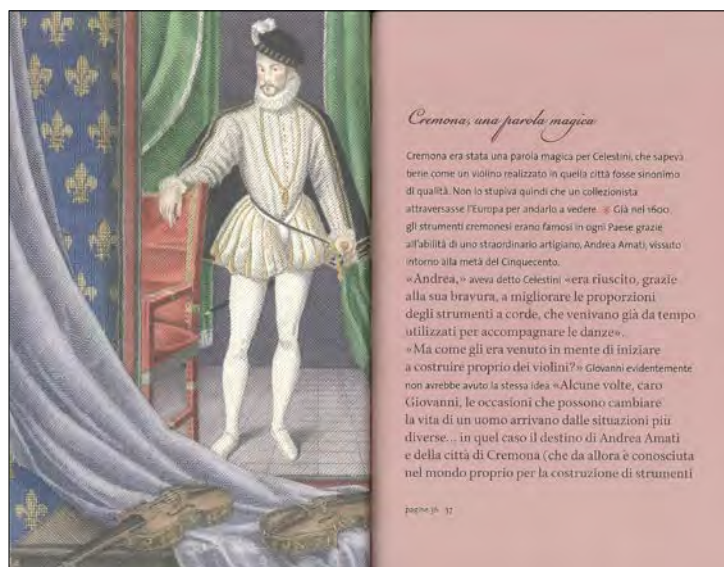 Cremona, una parola magica
Cremona era stata una parola magica per Celestini, che sapeva
bene come un violino realizzato in quella città fosse sinonimo
di qualità. Non lo stupiva quindi che un collezionista
attraversasse l'Europa per andarlo a vedere. Già nel 1600
gli strumenti cremonesi erano famosi in ogni Paese grazie
all'abilità di uno straordinario artigiano, Andrea Amati, vissuto
intorno alla metà del Cinquecento.
«Andrea,» aveva detto Celestini «era riuscito, grazie
alla sua bravura, a migliorare le proporzioni
degli strumenti a corde, che venivano già da tempo
utilizzati per accompagnare le danze».
«Ma come gli era venuto in mente di iniziare
a costruire proprio dei violini?» Giovanni evidentemente
non avrebbe avuto la stessa idea «Alcune volte, caro
Giovanni, le occasioni che possono cambiare
la vita di un uomo arrivano dalle situazioni più
diverse... in quel caso il destino di Andrea Amati
e della città di Cremona (che da allora è conosciuta
nel mondo proprio per la costruzione di strumenti
pagine 36 37